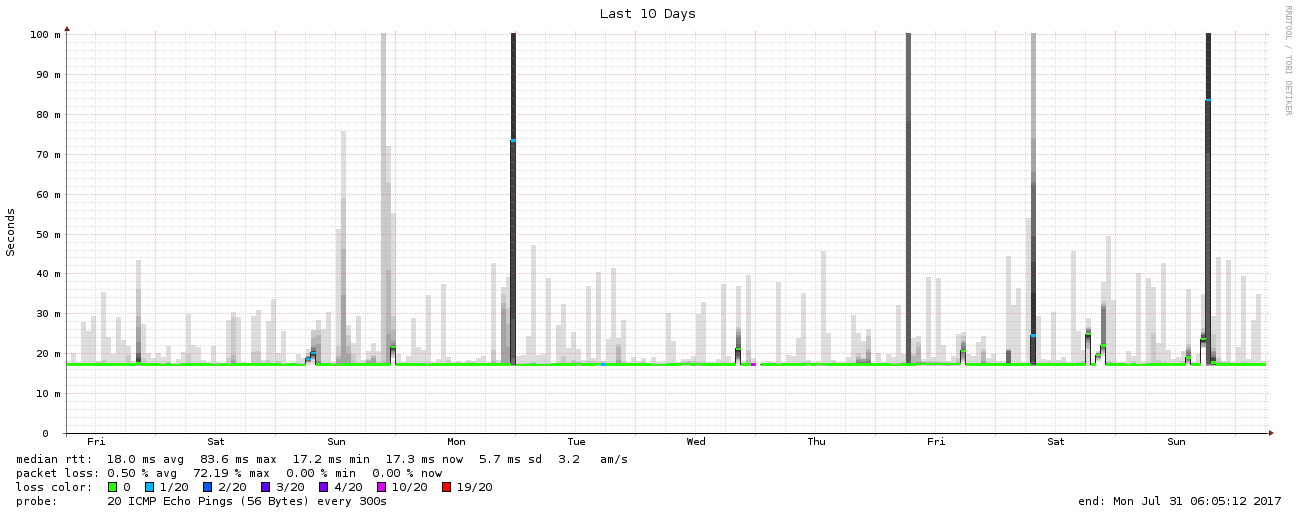 Last 10 Days
RRDTOOL / TOBI OETIKER
100 m
90 m
80 m
70 m
60 m
50 m
40 m
30 m
20 m
10 m
0
Seconds
Fri Sat Sun Mon Tue Wed Thu Fri Sat Sun
median rtt: 18.0 ms avg 83.6 ms max 17.2 ms min 17.3 ms now 5.7 ms sd 3.2 am/s
packet loss: 0.50 % avg 72.19 % max 0.00 % min 0.00 % now
loss color: 0 1/20 2/20 3/20 4/20 10/20 19/20
probe: 20 ICMP Echo Pings (56 Bytes) every 300s end: Mon Jul 31 06:05:12 2017